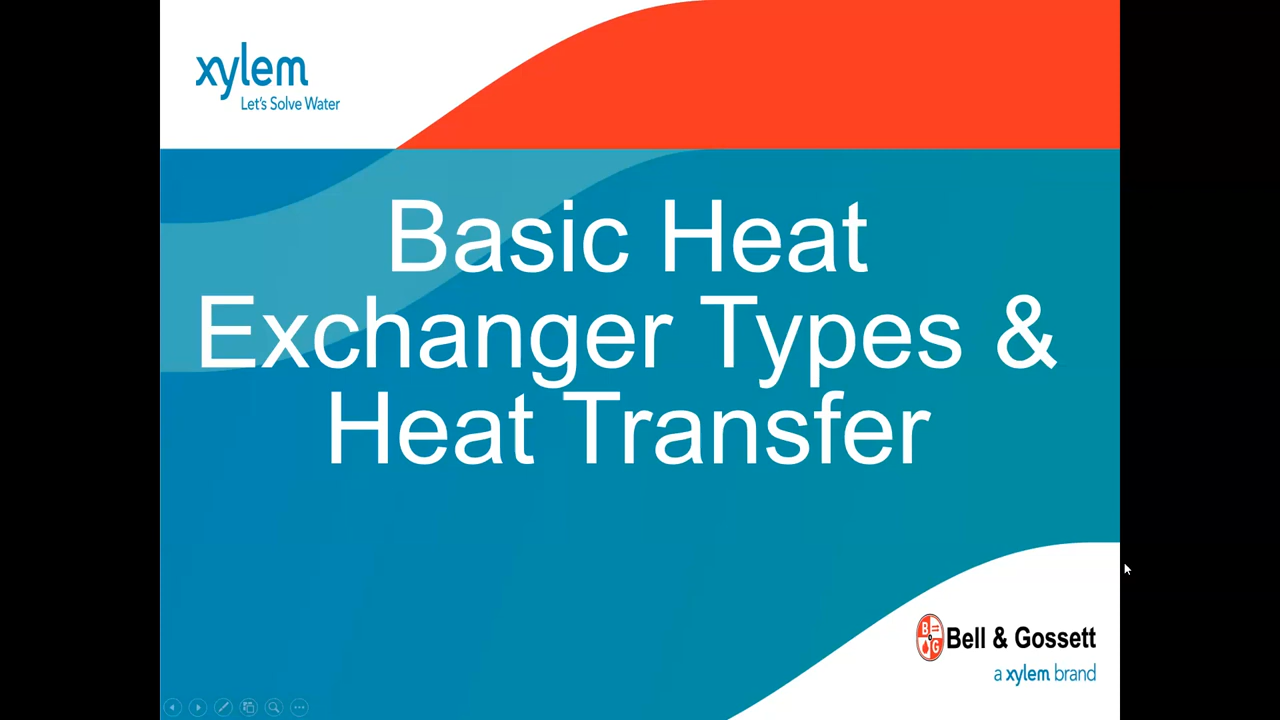 xylem
Let's Solve Water
Basic Heat
Exchanger Types &
Heat Transfer
B
G
Bell & Gossett
a xylem brand